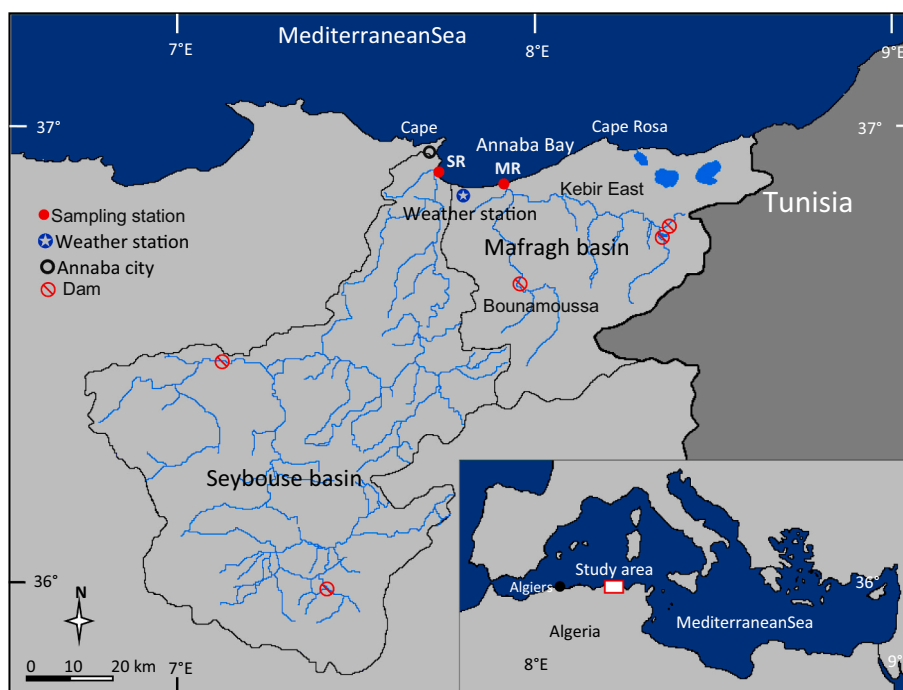 MediterraneanSea
7°E
8°E
9°E
37°
37°
Cape
Annaba Bay
Cape Rosa
SR
MR
Kebir East
Tunisia
Weather station
Mafragh basin
Sampling station
Weather station
Annaba city
Dam
Bounamoussa
Seybouse basin
Study area
Algiers
36°
36°
N
MediterraneanSea
Algeria
0 10 20 km
7°E
8°E
9°